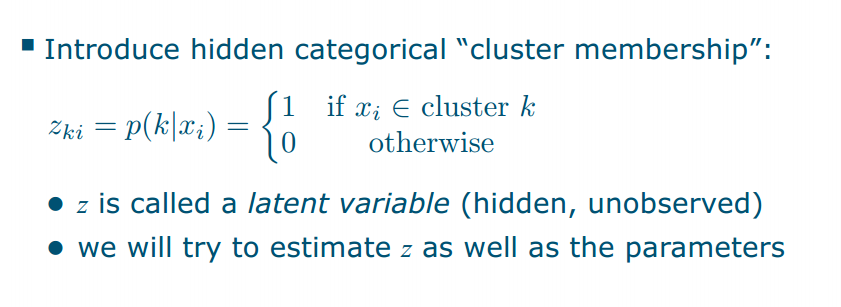 ▪ Introduce hidden categorical “cluster membership”:
z_{ki} = p(k|x_i) = \begin{cases} 1 & \text{if } x_i \in \text{ cluster } k \\ 0 & \text{otherwise} \end{cases}
• z is called a latent variable (hidden, unobserved)
• we will try to estimate z as well as the parameters